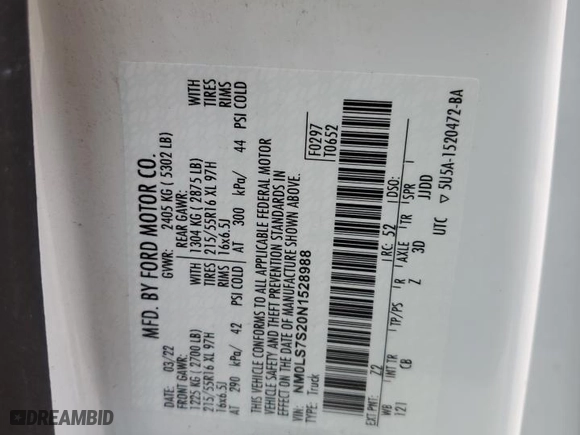 MFD. BY FORD MOTOR CO.
DATE: 03/22 GVWR: 2405 KG ( 5302 LB)
FRONT GAWR: REAR GAWR:
1225 KG ( 2700 LB) WITH 1304 KG ( 2875 LB) WITH
215/55R16 XL 97H TIRES 215/55R16 XL 97H TIRES
16x6.5J RIMS 16x6.5J RIMS
AT 290 kPa/ 42 PSI COLD AT 300 kPa/ 44 PSI COLD
THIS VEHICLE CONFORMS TO ALL APPLICABLE FEDERAL MOTOR
VEHICLE SAFETY AND THEFT PREVENTION STANDARDS IN
EFFECT ON THE DATE OF MANUFACTURE SHOWN ABOVE.
F0297
T0652
VIN: NM0LS7S20N1528988
TYPE: Truck
EXT PNT: Z2 RC: 52 DSO:
WB INT TR TP/PS R AXLE TR SPR
121 CB Z 3D JJDD
UTC ▽ 5U5A-1520472-BA
DREAMBID